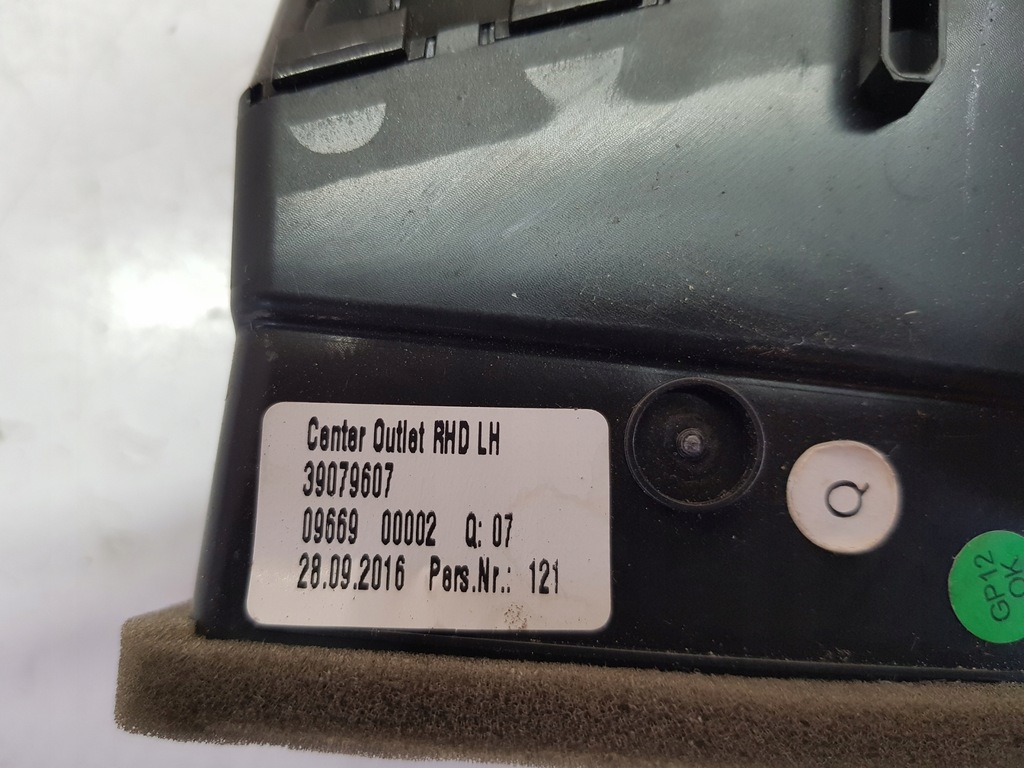 Center Outlet RHD LH
39079607
09669 00002 Q: 07
28.09.2016 Pers.Nr.: 121
Q
GP12
OK